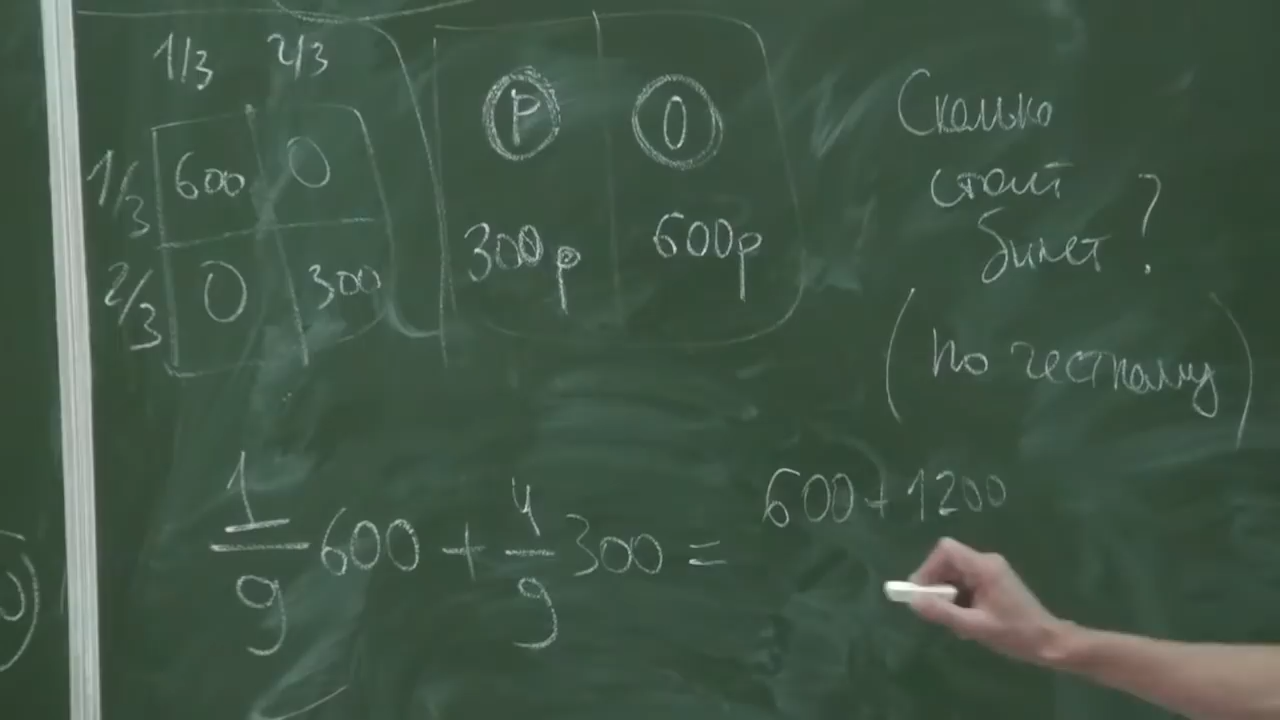 1/3 2/3
1/3 600 0
2/3 0 300
Р О
300р 600р
Сколько
стоит
билет ?
(по честному)
1/9 600 + 4/9 300 = 600 + 1200